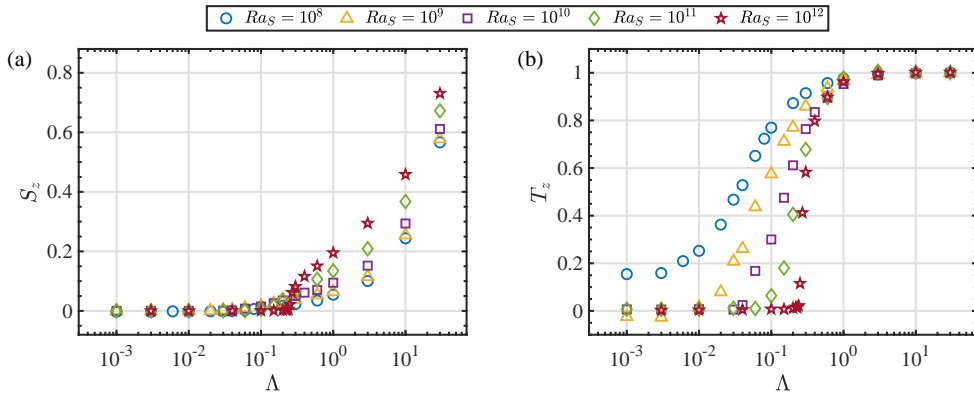 Ra_S = 10^8 Ra_S = 10^9 Ra_S = 10^10 Ra_S = 10^11 Ra_S = 10^12
(a)
0.8
0.6
0.4
0.2
0
S_z
10^-3 10^-2 10^-1 10^0 10^1
Λ
(b)
1
0.8
0.6
0.4
0.2
0
T_z
10^-3 10^-2 10^-1 10^0 10^1
Λ